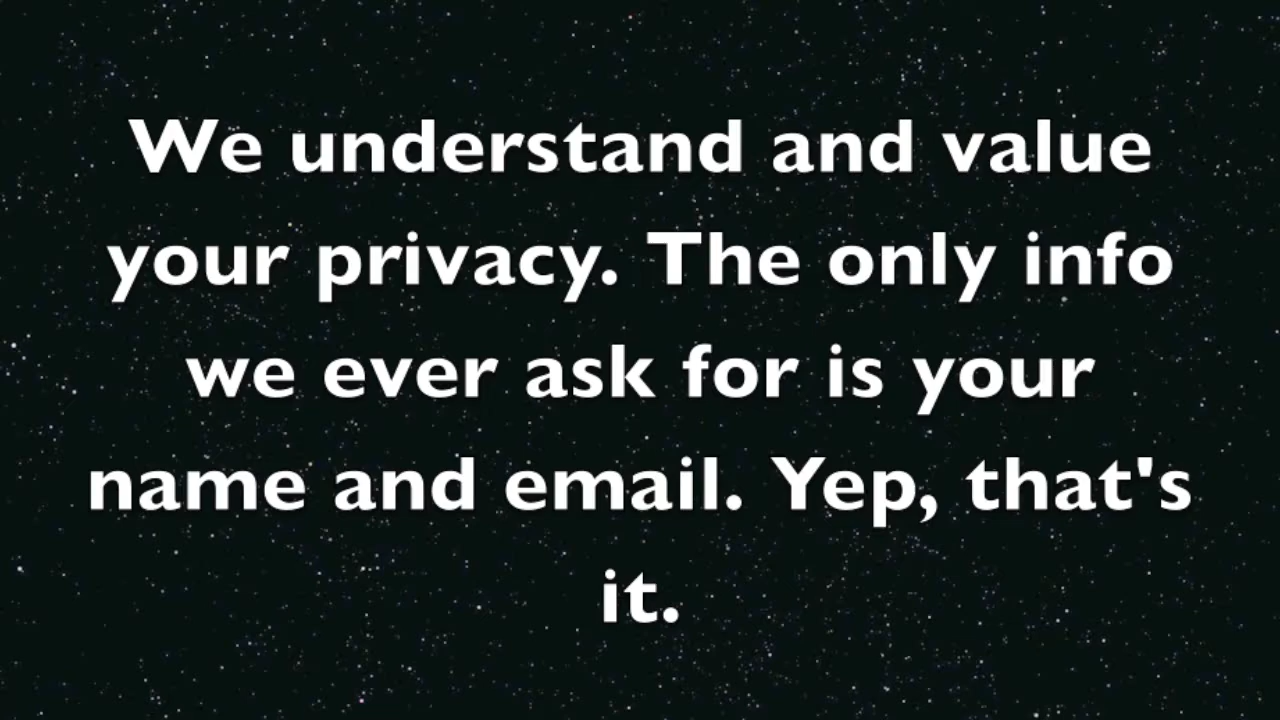 We understand and value
your privacy. The only info
we ever ask for is your
name and email. Yep, that's
it.